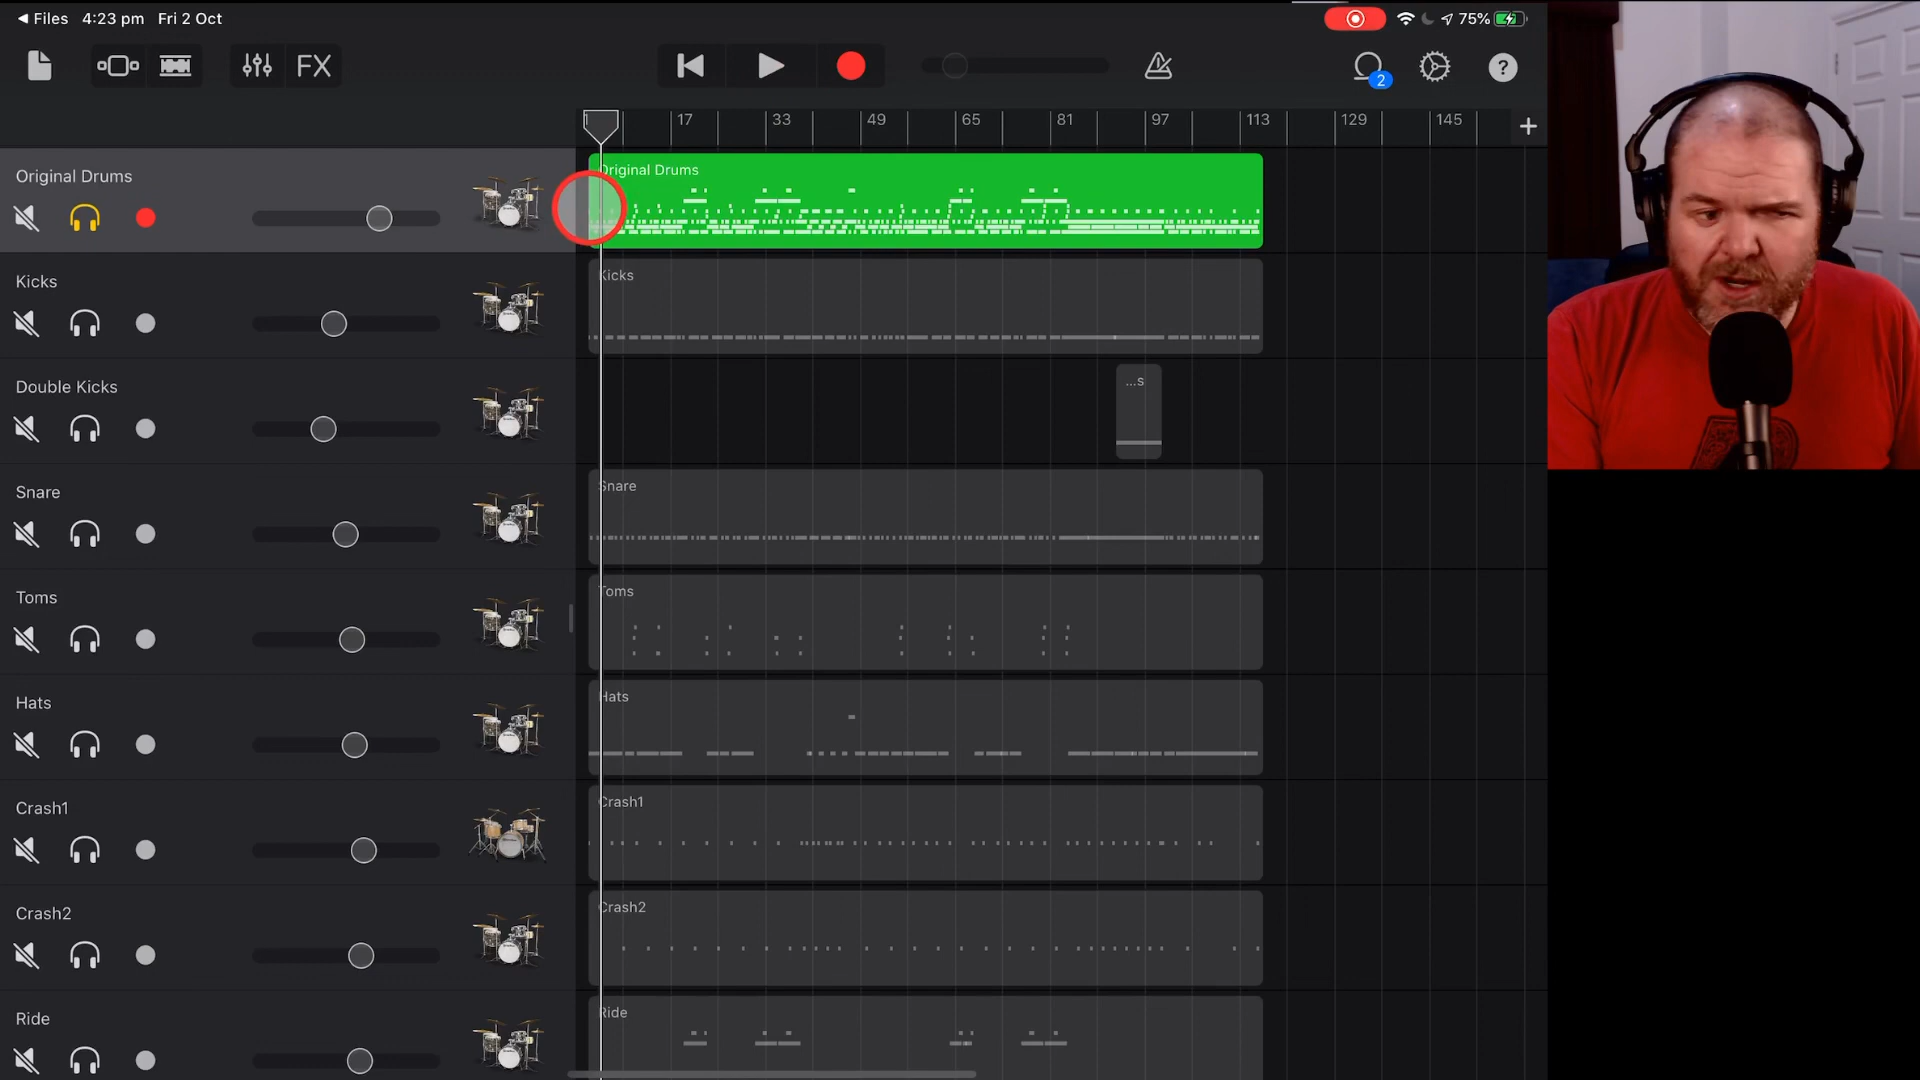 Files 4:23 pm Fri 2 Oct
75%
FX
2
?
1 17 33 49 65 81 97 113 129 145
Original Drums
Original Drums
Kicks
Kicks
Double Kicks
...s
Snare
Snare
Toms
Toms
Hats
Hats
Crash1
Crash1
Crash2
Crash2
Ride
Ride